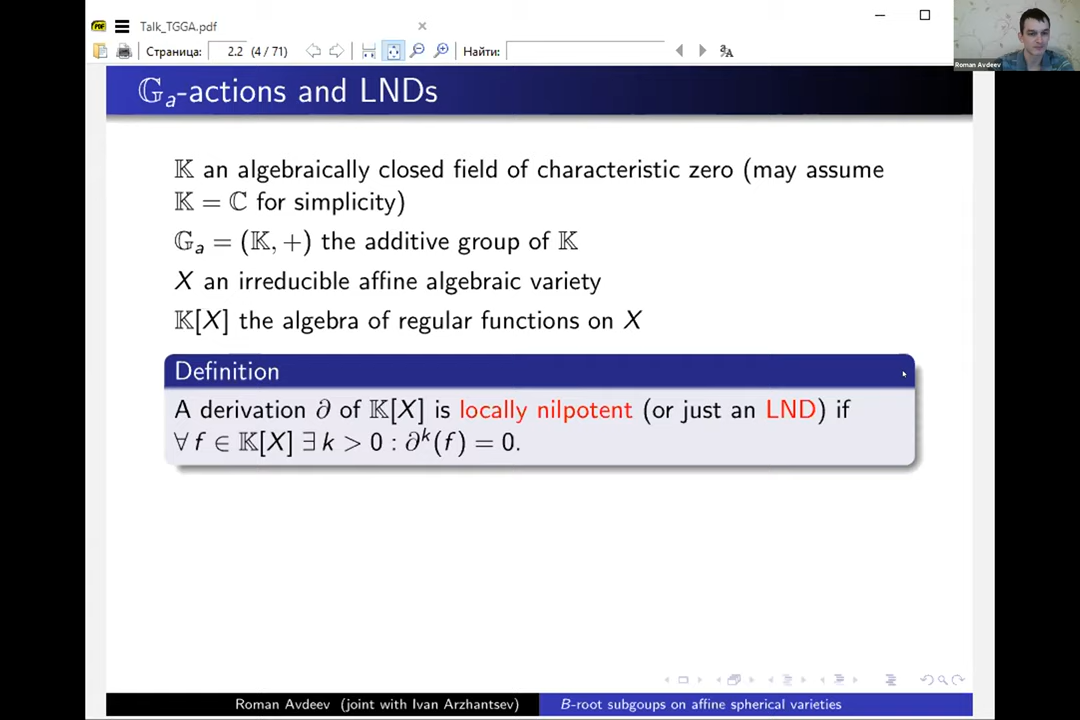 Talk_TGGA.pdf
Страница: 2.2 (4 / 71) Найти:
Roman Avdeev
𝔾ₐ-actions and LNDs
𝕂 an algebraically closed field of characteristic zero (may assume
𝕂 = ℂ for simplicity)
𝔾ₐ = (𝕂, +) the additive group of 𝕂
X an irreducible affine algebraic variety
𝕂[X] the algebra of regular functions on X
Definition
A derivation ∂ of 𝕂[X] is locally nilpotent (or just an LND) if
∀ f ∈ 𝕂[X] ∃ k > 0 : ∂ᵏ(f) = 0.
Roman Avdeev (joint with Ivan Arzhantsev) B-root subgoups on affine spherical varieties